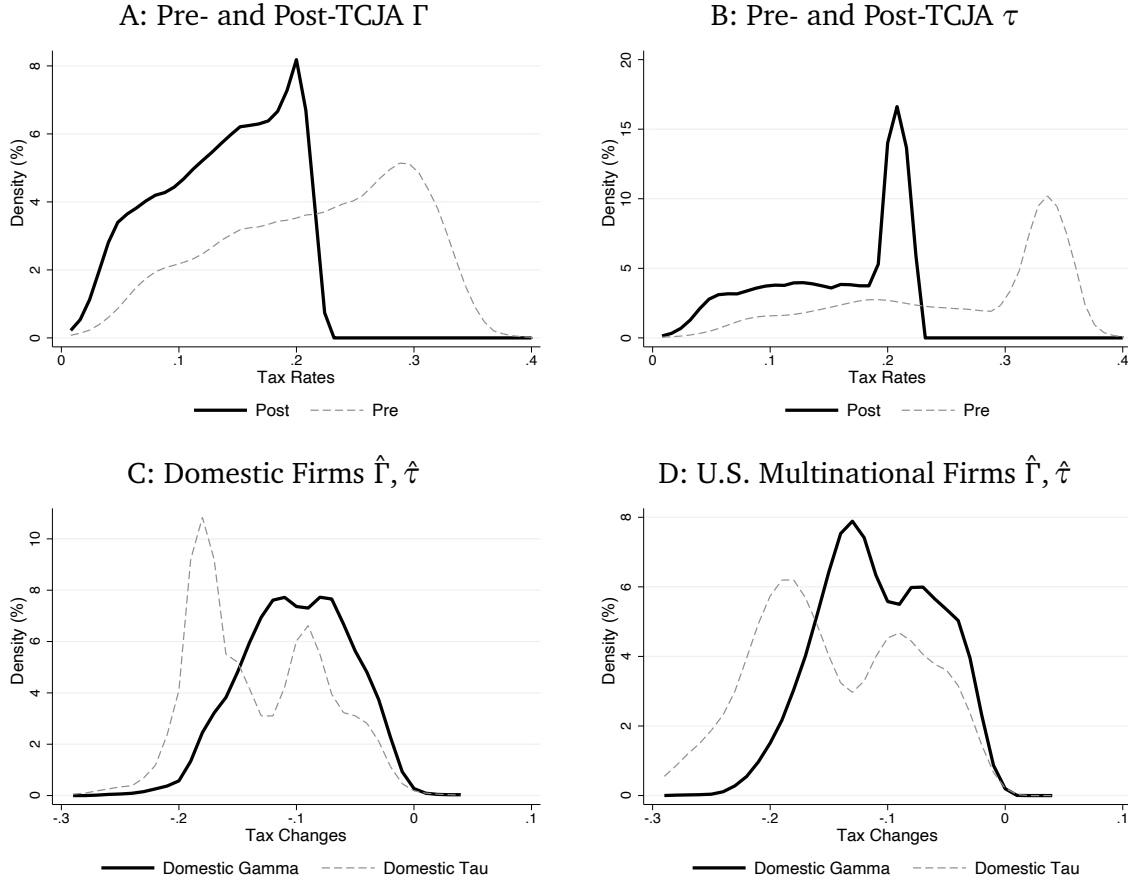 A: Pre- and Post-TCJA Γ
Density (%)
0 2 4 6 8
0 .1 .2 .3 .4
Tax Rates
Post Pre
B: Pre- and Post-TCJA τ
Density (%)
0 5 10 15 20
0 .1 .2 .3 .4
Tax Rates
Post Pre
C: Domestic Firms Γ̂, τ̂
Density (%)
0 2 4 6 8 10
-.3 -.2 -.1 0 .1
Tax Changes
Domestic Gamma Domestic Tau
D: U.S. Multinational Firms Γ̂, τ̂
Density (%)
0 2 4 6 8
-.3 -.2 -.1 0 .1
Tax Changes
Domestic Gamma Domestic Tau